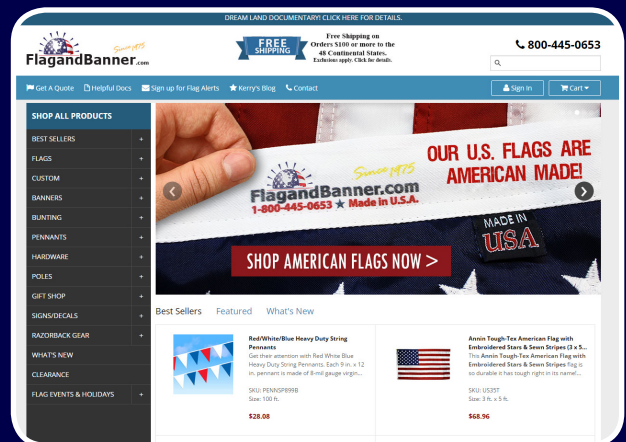 DREAM LAND DOCUMENTARY! CLICK HERE FOR DETAILS.
Since 1975
FlagandBanner.com
FREE
SHIPPING
Free Shipping on
Orders $100 or more to the
48 Continental States.
Exclusions apply. Click for details.
800-445-0653
Get A Quote
Helpful Docs
Sign up for Flag Alerts
Kerry's Blog
Contact
Sign In
Cart
SHOP ALL PRODUCTS
BEST SELLERS +
FLAGS +
CUSTOM +
BANNERS +
BUNTING +
PENNANTS +
HARDWARE +
POLES +
GIFT SHOP +
SIGNS/DECALS +
RAZORBACK GEAR +
WHAT'S NEW
CLEARANCE
FLAG EVENTS & HOLIDAYS +
Since 1975
FlagandBanner.com
1-800-445-0653 ★ Made in U.S.A.
OUR U.S. FLAGS ARE
AMERICAN MADE!
MADE IN
USA
SHOP AMERICAN FLAGS NOW >
Best Sellers
Featured
What's New
Red/White/Blue Heavy Duty String
Pennants
Get their attention with Red White Blue
Heavy Duty String Pennants. Each 9 in. x 12
in. pennant is made of 8-mil gauge virgin...
SKU: PENNSP899B
Size: 100 ft.
$28.08
Annin Tough-Tex American Flag with
Embroidered Stars & Sewn Stripes (3 x 5...
This Annin Tough-Tex American Flag with
Embroidered Stars & Sewn Stripes flag is
so durable it has tough right in its name!...
SKU: US35T
Size: 3 ft. x 5 ft.
$68.96